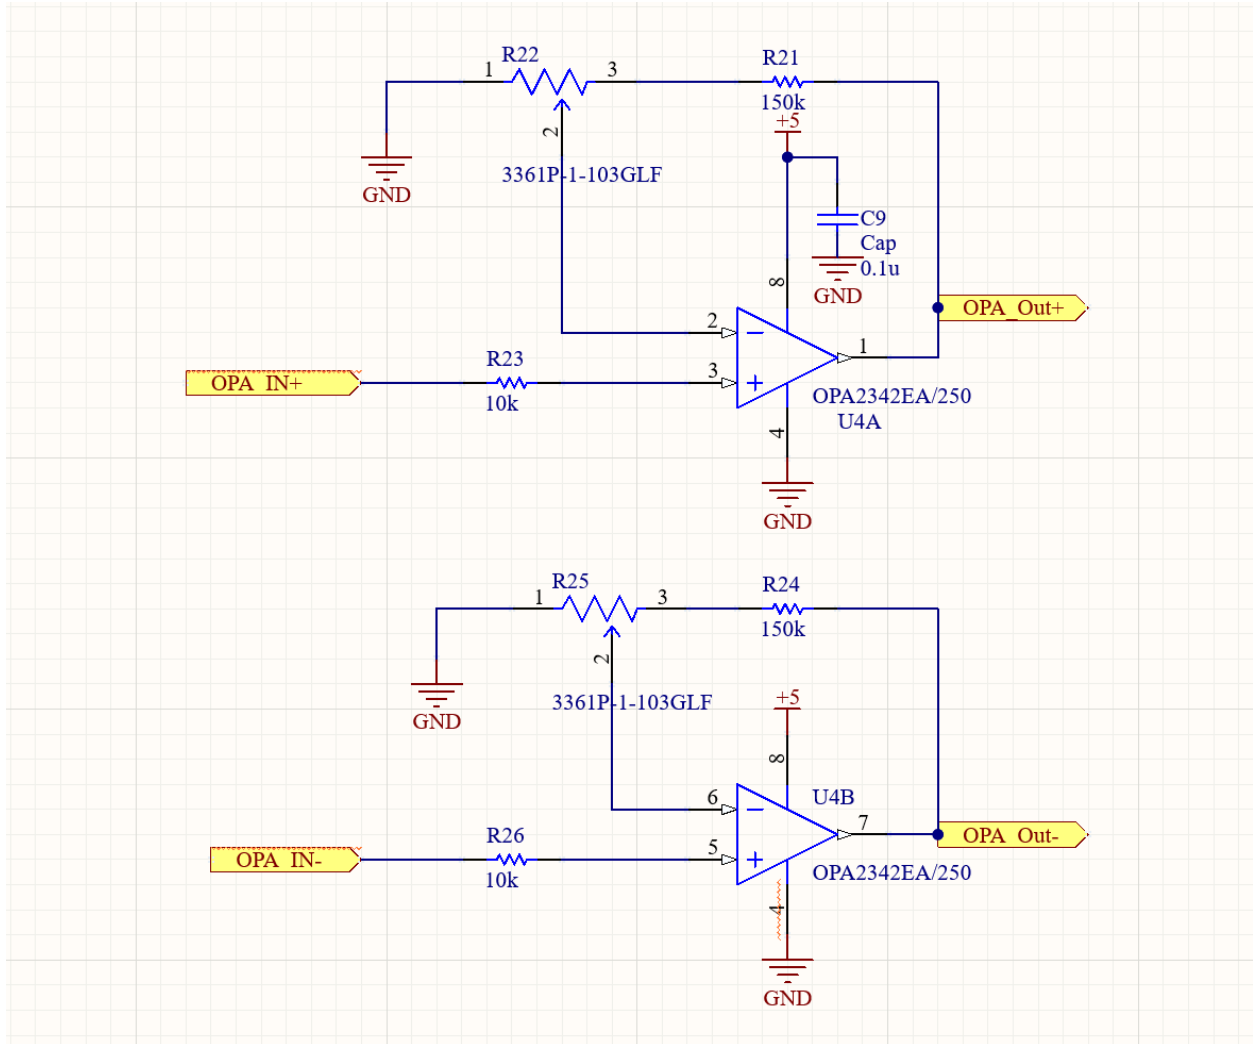 R22
1
3
2
3361P-1-103GLF
GND
R21
150k
+5
C9
Cap
0.1u
GND
8
2
3
1
4
OPA_IN+
R23
10k
OPA_Out+
OPA2342EA/250
U4A
GND
R25
1
3
2
3361P-1-103GLF
GND
R24
150k
+5
8
6
5
7
4
U4B
OPA_IN-
R26
10k
OPA_Out-
OPA2342EA/250
GND